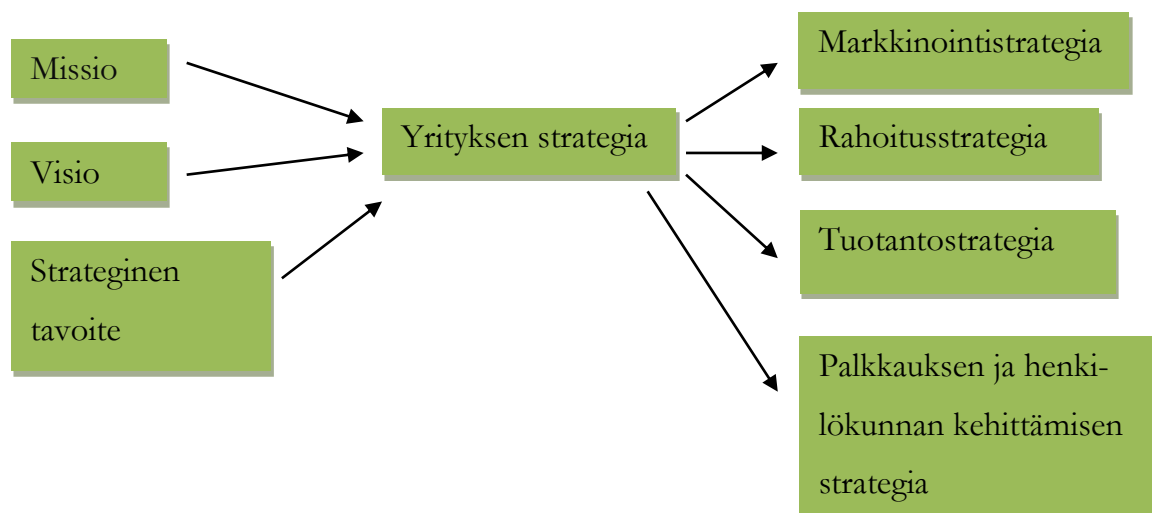 Missio
Visio
Strateginen
tavoite
Yrityksen strategia
Markkinointistrategia
Rahoitusstrategia
Tuotantostrategia
Palkkauksen ja henki-
lökunnan kehittämisen
strategia